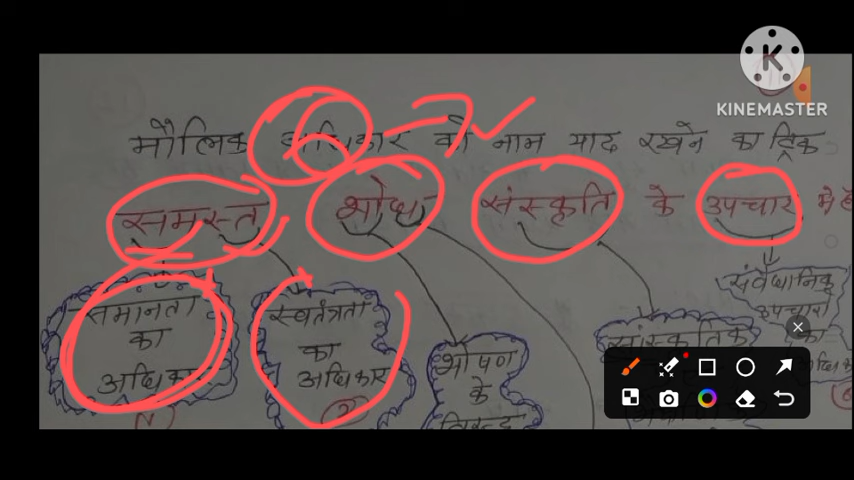 KINEMASTER
मौलिक अधिकार को नाम याद रखने का ट्रिक
समस्त शोध संस्कृति के उपचार में है
समानता
का
अधिकार
स्वतंत्रता
का
अधिकार
शोषण
के
विरुद्ध
सांस्कृतिक
संवैधानिक
उपचारों
का